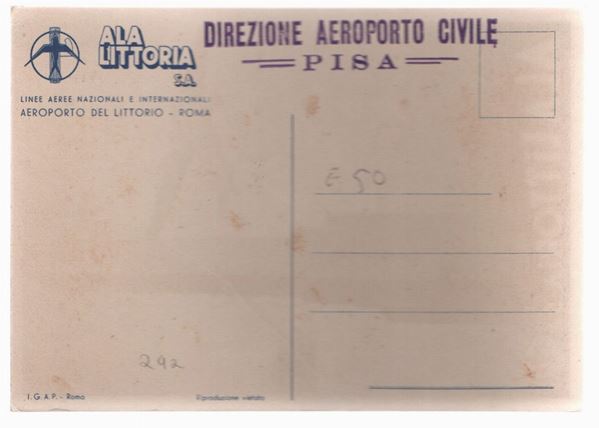 ALA
LITTORIA
S.A.
LINEE AEREE NAZIONALI E INTERNAZIONALI
AEROPORTO DEL LITTORIO - ROMA
DIREZIONE AEROPORTO CIVILE
PISA
E 50
292
I.G.A.P. - Roma
Riproduzione vietata